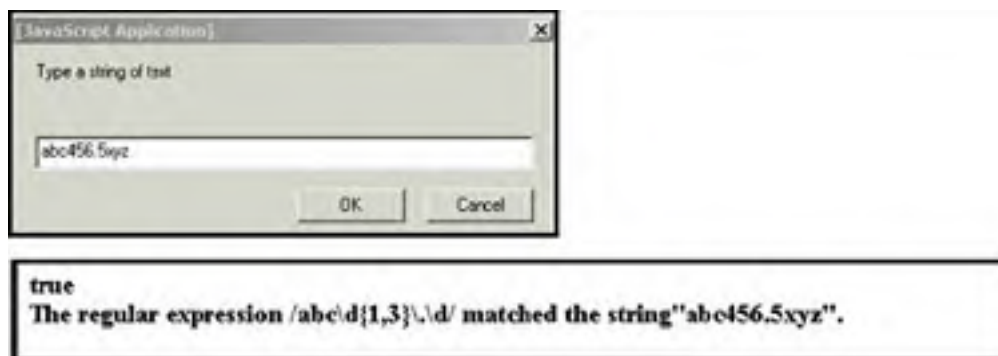 [JavaScript Application]
Type a string of text
abc456.5xyz
OK
Cancel
true
The regular expression /abc\d{1,3}\.\d/ matched the string"abc456.5xyz".